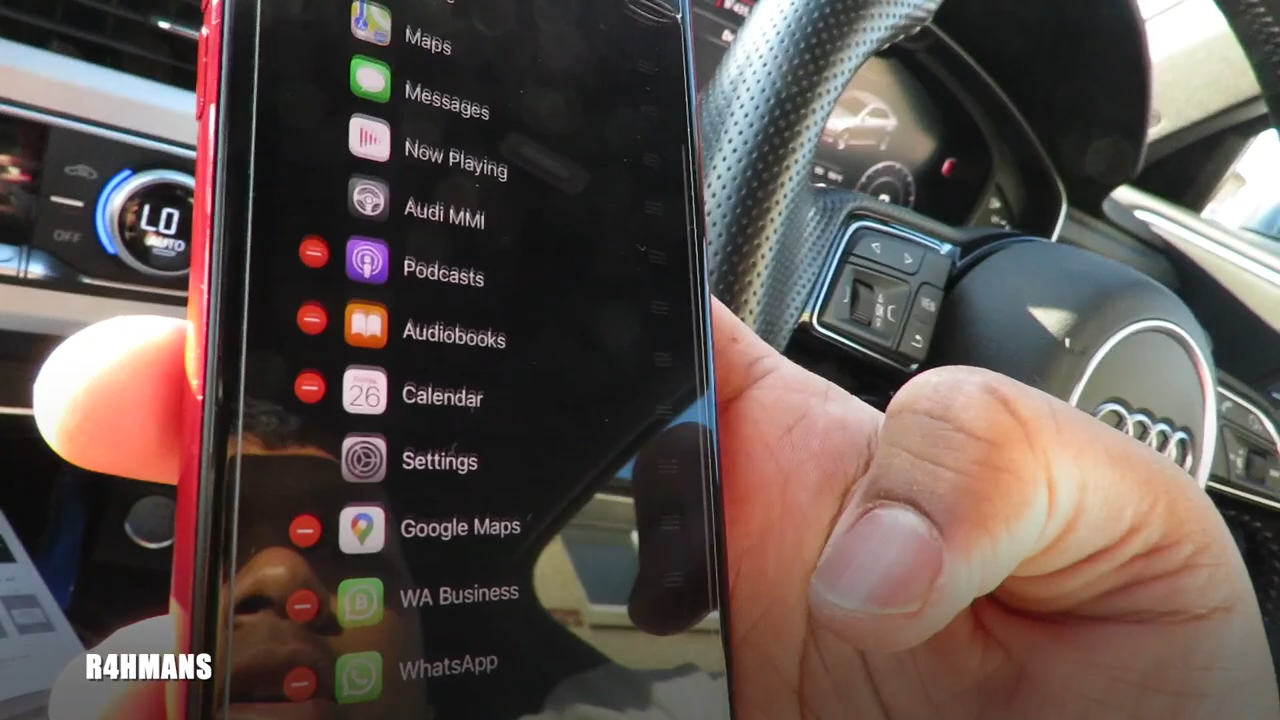 Maps
Messages
Now Playing
Audi MMI
Podcasts
Audiobooks
Calendar
26
Settings
Google Maps
WA Business
B
WhatsApp
LO
AUTO
OFF
R4HMANS